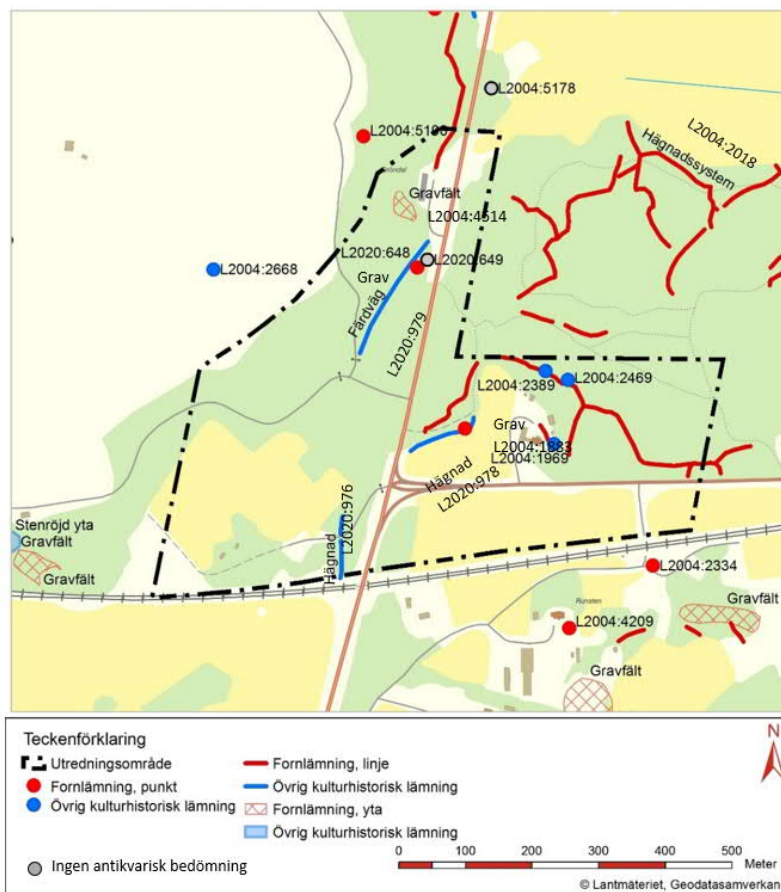 L2004:5178
L2004:2018
Hägnadssystem
Gröndal
Gravfält
L2004:4514
L2020:648
L2020:649
L2004:2668
Grav
Färdväg
L2020:979
L2004:2389
L2004:2469
Grav
L2004:1883
L2004:1969
Hägnad
L2020:978
L2020:976
Hägnad
Stenröjd yta
Gravfält
Gravfält
L2004:2334
Runsten
L2004:4209
Gravfält
Gravfält
Teckenförklaring
N
Utredningsområde
Fornlämning, linje
Fornlämning, punkt
Övrig kulturhistorisk lämning
Övrig kulturhistorisk lämning
Fornlämning, yta
Övrig kulturhistorisk lämning
Ingen antikvarisk bedömning
0 100 200 300 400 500
Meter
© Lantmäteriet, Geodatasamverkan